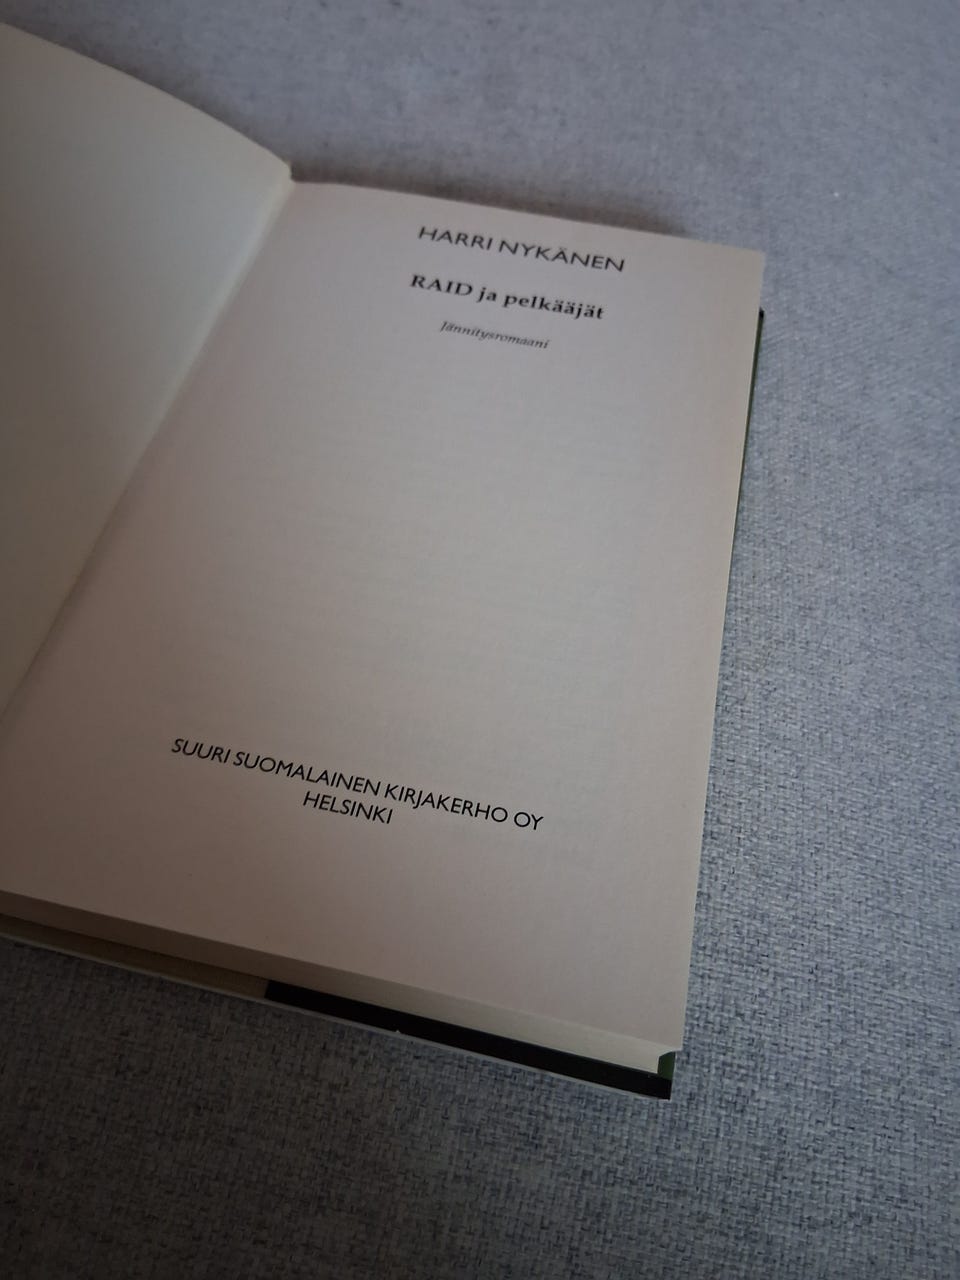 HARRI NYKÄNEN
RAID ja pelkääjät
Jännitysromaani
SUURI SUOMALAINEN KIRJAKERHO OY
HELSINKI